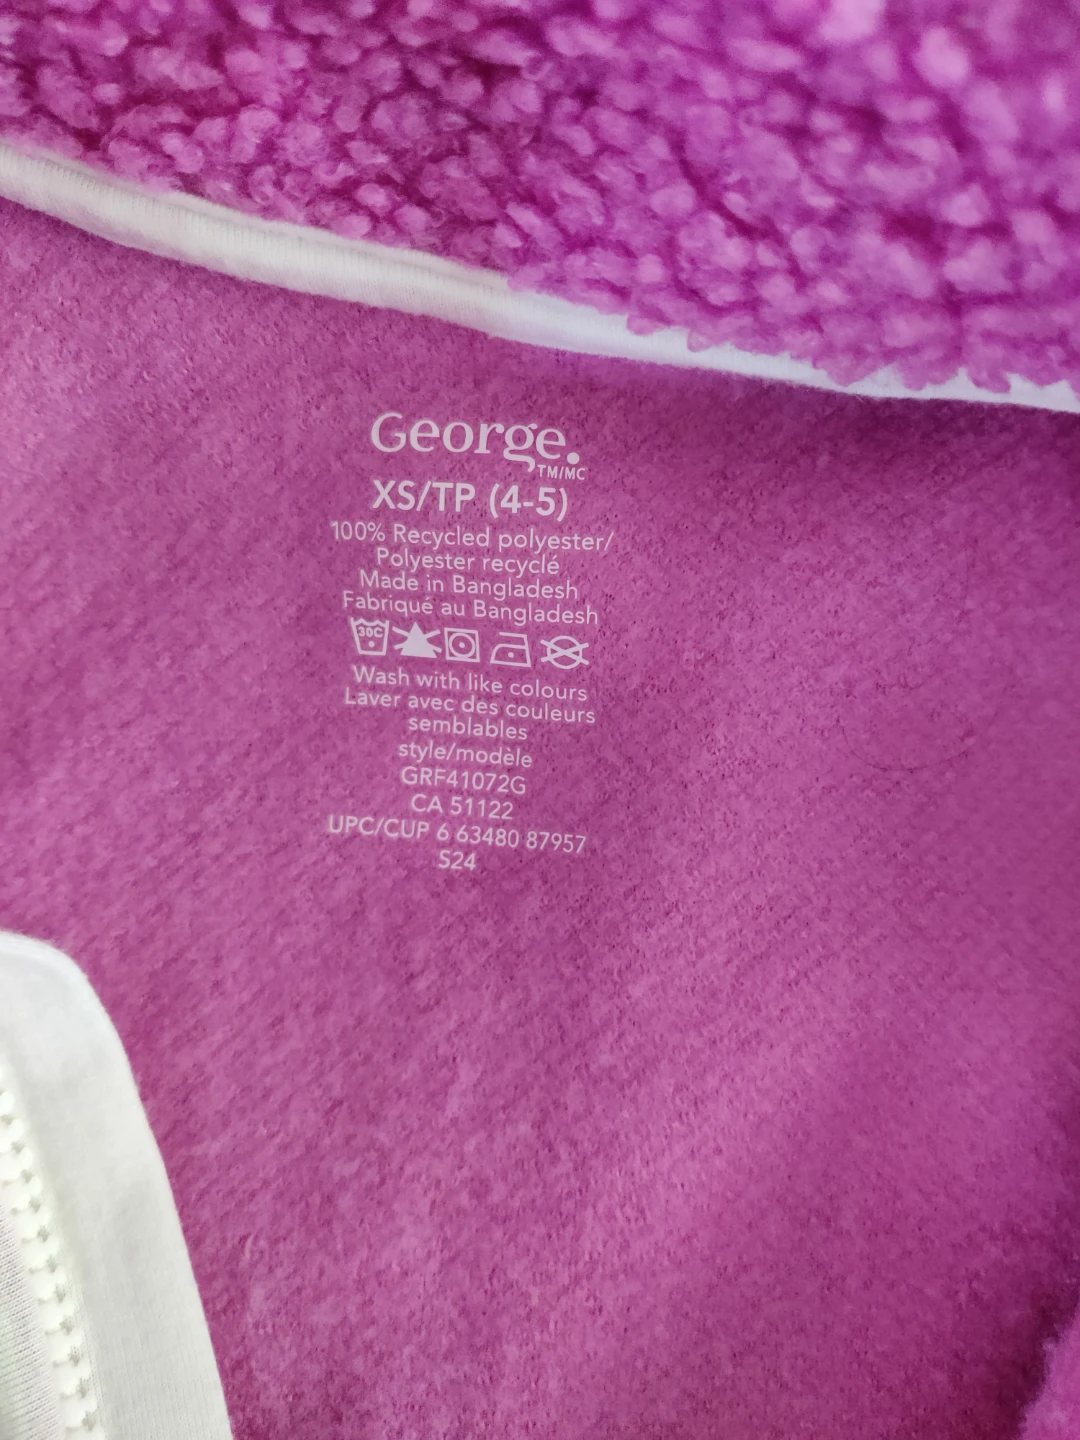 George.
TM/MC
XS/TP (4-5)
100% Recycled polyester/
Polyester recyclé
Made in Bangladesh
Fabriqué au Bangladesh
30C
Wash with like colours
Laver avec des couleurs
semblables
style/modèle
GRF41072G
CA 51122
UPC/CUP 6 63480 87957
S24